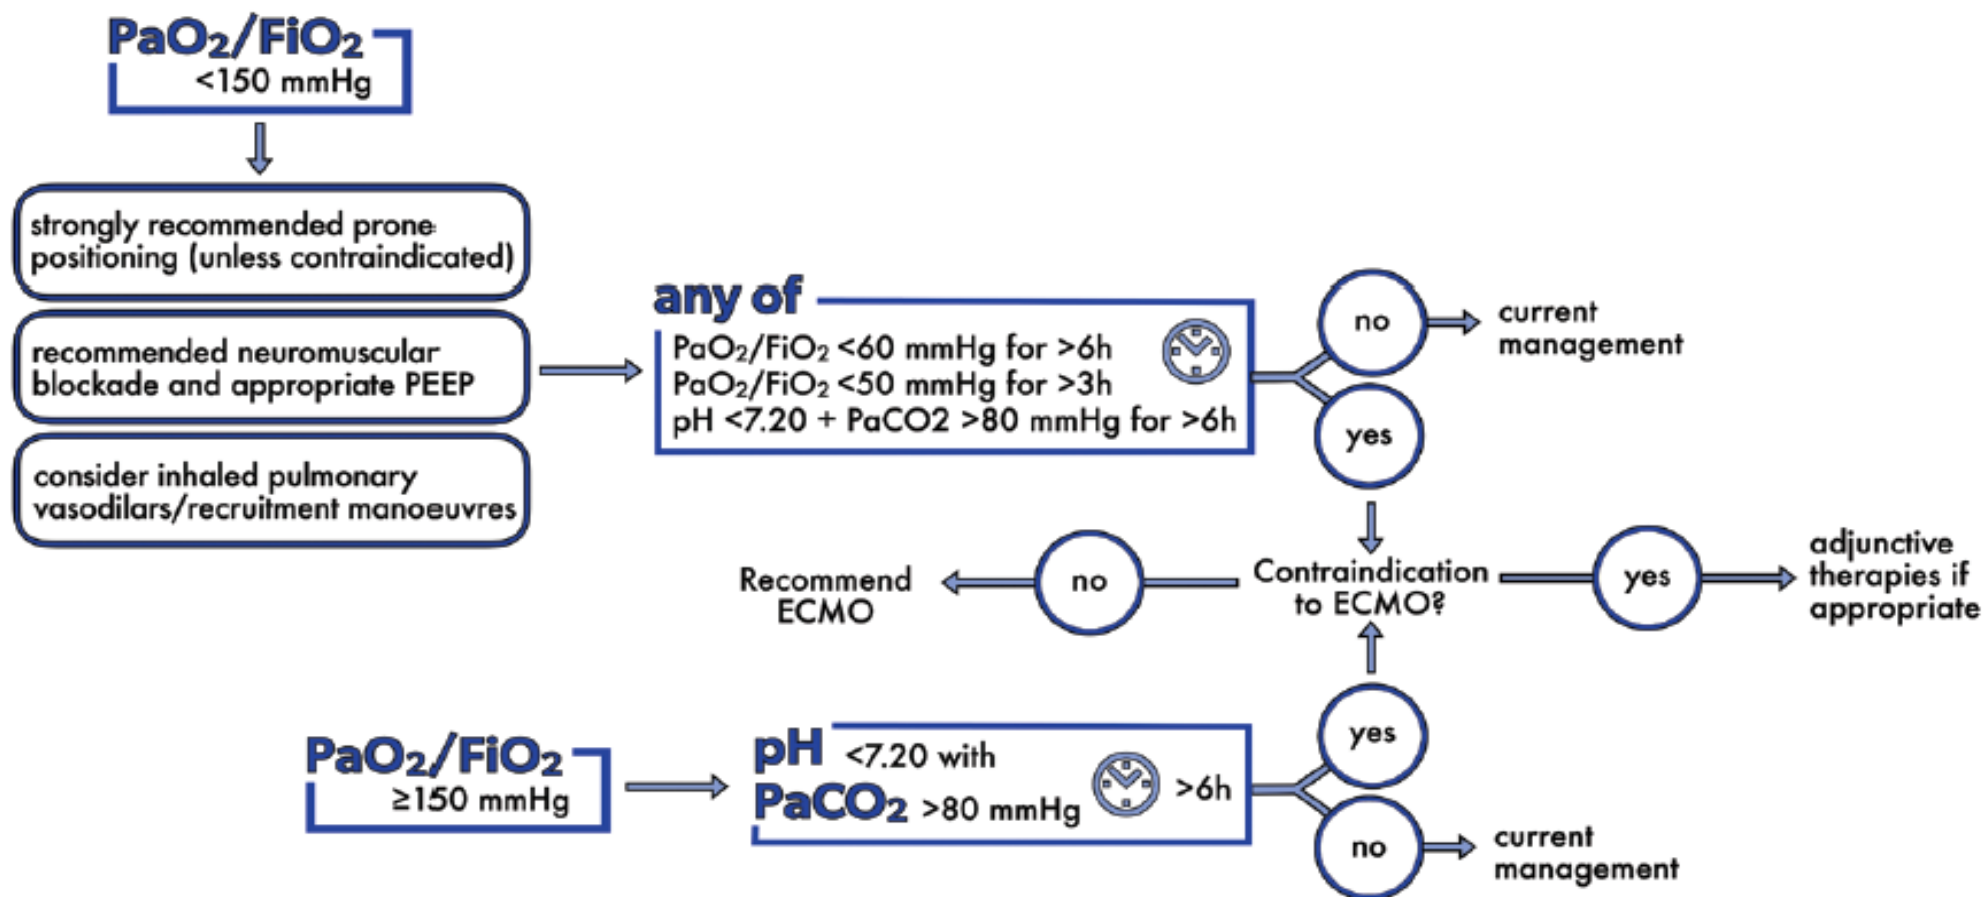 PaO₂/FiO₂
<150 mmHg
strongly recommended prone
positioning (unless contraindicated)
recommended neuromuscular
blockade and appropriate PEEP
consider inhaled pulmonary
vasodilars/recruitment manoeuvres
any of
PaO₂/FiO₂ <60 mmHg for >6h
PaO₂/FiO₂ <50 mmHg for >3h
pH <7.20 + PaCO2 >80 mmHg for >6h
no
current
management
yes
Contraindication
to ECMO?
no
Recommend
ECMO
yes
adjunctive
therapies if
appropriate
PaO₂/FiO₂
≥150 mmHg
pH <7.20 with
PaCO₂ >80 mmHg
>6h
yes
no
current
management